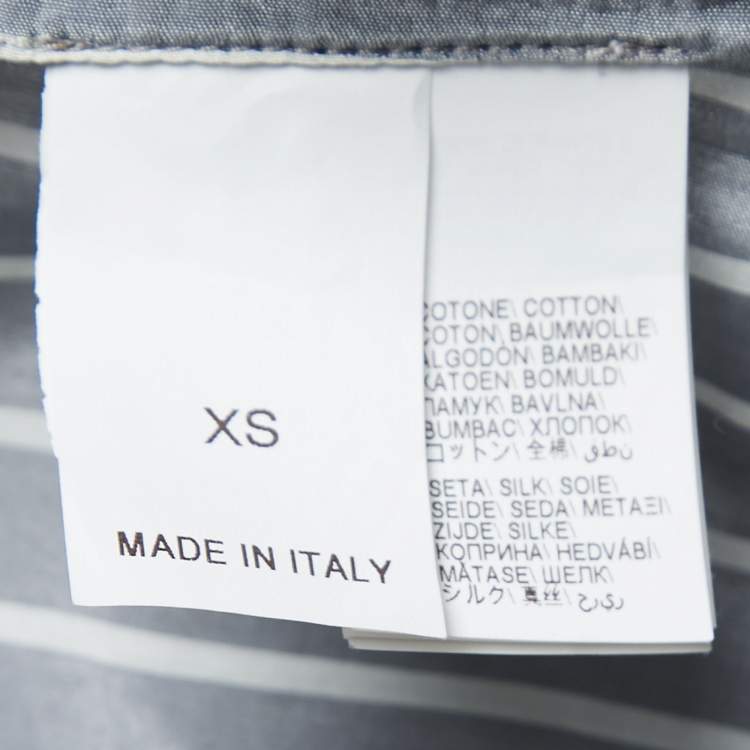 XS
MADE IN ITALY
COTONE\ COTTON\
COTON\ BAUMWOLLE\
ALGODÓN\ BAMBAKI\
KATOEN\ BOMULD\
ПАМУК\ BAVLNA\
BUMBAC\ ХЛОПОК\
コットン\ 全棉\ قطن
SETA\ SILK\ SOIE\
SEIDE\ SEDA\ ΜΕΤΑΞΙ\
ZIJDE\ SILKE\
КОПРИНА\ HEDVÁBÍ\
MĂTASE\ ШЕЛК\
シルク\ 真丝\ حرير